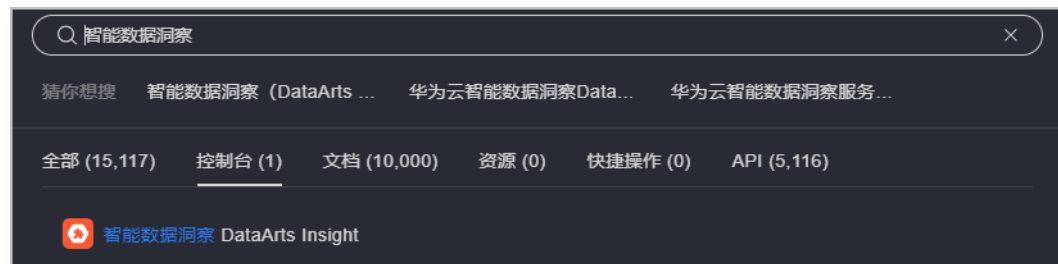 智能数据洞察
猜你想搜 智能数据洞察（DataArts ... 华为云智能数据洞察Data... 华为云智能数据洞察服务...
全部 (15,117) 控制台 (1) 文档 (10,000) 资源 (0) 快捷操作 (0) API (5,116)
智能数据洞察 DataArts Insight